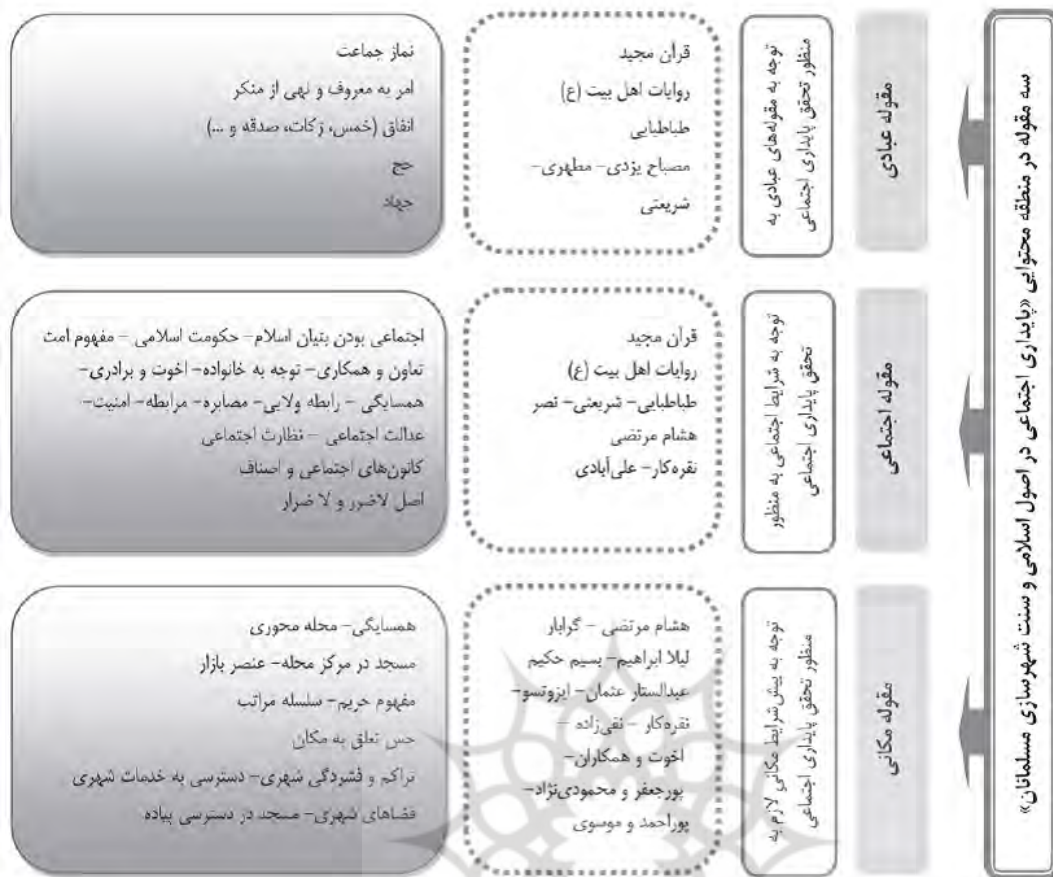 سه مقوله در منطقه محتوایی «پایداری اجتماعی در اصول اسلامی و سنت شهرسازی مسلمانان»
مقوله عبادی
توجه به مقوله‌های عبادی به
منظور تحقق پایداری اجتماعی
قرآن مجید
روایات اهل بیت (ع)
طباطبایی
مصباح یزدی- مطهری-
شریعتی
نماز جماعت
امر به معروف و نهی از منکر
انفاق (خمس، زکات، صدقه و ...)
حج
جهاد
مقوله اجتماعی
توجه به شرایط اجتماعی به منظور
تحقق پایداری اجتماعی
قرآن مجید
روایات اهل بیت (ع)
طباطبایی- شریعتی- نصر
هشام مرتضی
نقره‌کار- علی‌آبادی
اجتماعی بودن بنیان اسلام- حکومت اسلامی - مفهوم امت
تعاون و همکاری- توجه به خانواده- اخوت و برادری-
همسایگی - رابطه ولایی- مصابره- مرابطه- امنیت-
عدالت اجتماعی - نظارت اجتماعی
کانون‌های اجتماعی و اصناف
اصل لاضرر و لا ضرار
مقوله مکانی
توجه به پیش‌شرایط مکانی لازم به
منظور تحقق پایداری اجتماعی
هشام مرتضی - گرابار
لیلا ابراهیم- بسیم حکیم
عبدالستار عثمان- ایزوتسو-
نقره‌کار - نقی‌زاده -
اخوت و همکاران-
پورجعفر و محمودی‌نژاد-
پوراحمد و موسوی
همسایگی- محله محوری
مسجد در مرکز محله- عنصر بازار
مفهوم حریم- سلسله مراتب
حس تعلق به مکان
تراکم و فشردگی شهری- دسترسی به خدمات شهری
فضاهای شهری- مسجد در دسترسی پیاده